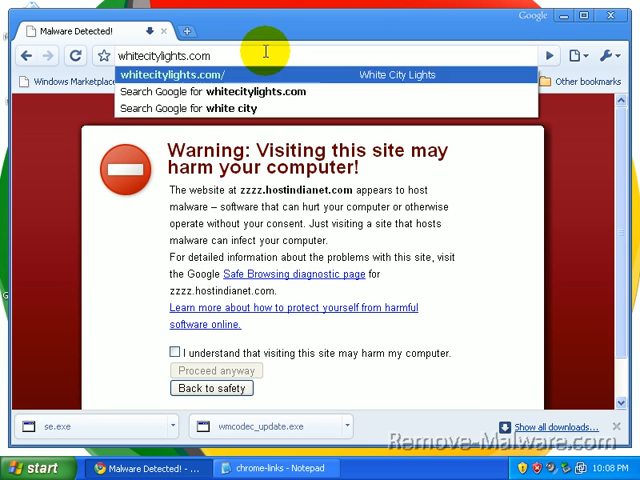 Google
Malware Detected!
whitecitylights.com
whitecitylights.com/ White City Lights
Search Google for whitecitylights.com
Search Google for white city
Windows Marketplace
Other bookmarks
Warning: Visiting this site may
harm your computer!
The website at zzzz.hostindianet.com appears to host
malware – software that can hurt your computer or otherwise
operate without your consent. Just visiting a site that hosts
malware can infect your computer.
For detailed information about the problems with this site, visit
the Google Safe Browsing diagnostic page for
zzzz.hostindianet.com.
Learn more about how to protect yourself from harmful
software online.
I understand that visiting this site may harm my computer.
Proceed anyway
Back to safety
se.exe
wmcodec_update.exe
Show all downloads...
Remove-Malware.com
start
Malware Detected! - ...
chrome-links - Notepad
10:08 PM